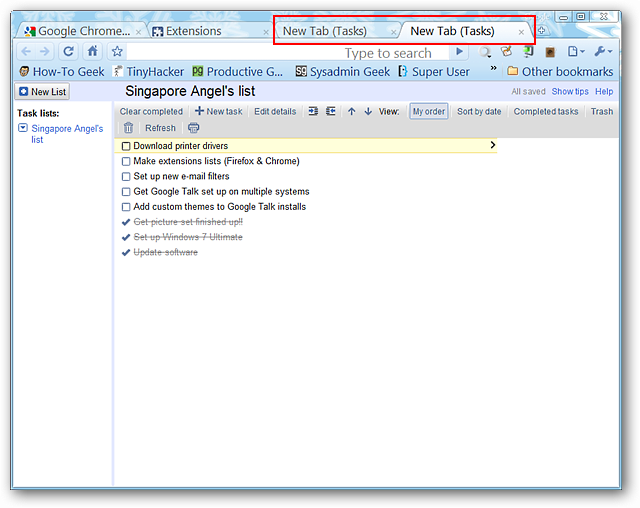 Google Chrome... Extensions New Tab (Tasks) New Tab (Tasks)
Type to search
How-To Geek TinyHacker Productive G... Sysadmin Geek Super User » Other bookmarks
New List Singapore Angel's list All saved Show tips Help
Task lists:
Singapore Angel's
list
Clear completed New task Edit details View: My order Sort by date Completed tasks Trash
Refresh
Download printer drivers
Make extensions lists (Firefox & Chrome)
Set up new e-mail filters
Get Google Talk set up on multiple systems
Add custom themes to Google Talk installs
Get picture set finished up!!
Set up Windows 7 Ultimate
Update software